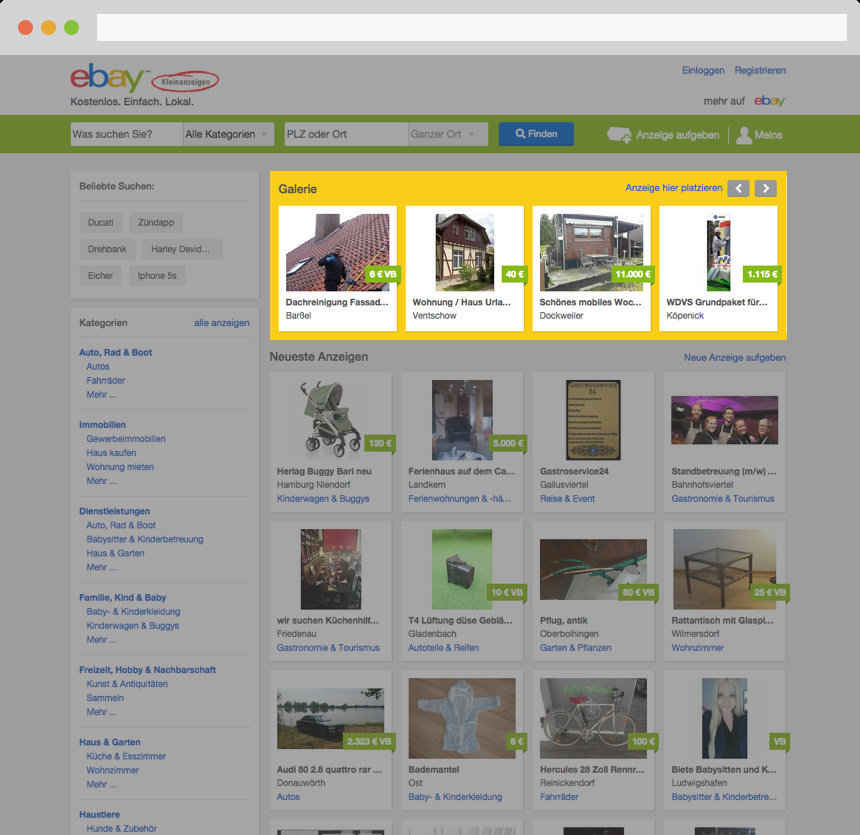 ebay
Kleinanzeigen
Kostenlos. Einfach. Lokal.
Einloggen Registrieren
mehr auf ebay
Was suchen Sie? Alle Kategorien PLZ oder Ort Ganzer Ort Finden Anzeige aufgeben Meins
Beliebte Suchen:
Ducati Zündapp
Drehbank Harley David...
Eicher Iphone 5s
Kategorien alle anzeigen
Auto, Rad & Boot
Autos
Fahrräder
Mehr ...
Immobilien
Gewerbeimmobilien
Haus kaufen
Wohnung mieten
Mehr ...
Dienstleistungen
Auto, Rad & Boot
Babysitter & Kinderbetreuung
Haus & Garten
Mehr ...
Familie, Kind & Baby
Baby- & Kinderkleidung
Kinderwagen & Buggys
Mehr ...
Freizeit, Hobby & Nachbarschaft
Kunst & Antiquitäten
Sammeln
Mehr ...
Haus & Garten
Küche & Esszimmer
Wohnzimmer
Mehr ...
Haustiere
Hunde & Zubehör
Galerie Anzeige hier platzieren
6 € VB
Dachreinigung Fassad...
Barßel
40 €
Wohnung / Haus Urla...
Ventschow
11.000 €
Schönes mobiles Woc...
Dockweiler
1.115 €
WDVS Grundpaket für...
Köpenick
Neueste Anzeigen Neue Anzeige aufgeben
120 €
Herlag Buggy Bari neu
Hamburg Niendorf
Kinderwagen & Buggys
5.000 €
Ferienhaus auf dem Ca...
Landkern
Ferienwohnungen & -hä...
GASTROSERVICE
24
Gastroservice24
Gallusviertel
Reise & Event
Standbetreuung (m/w) ...
Bahnhofsviertel
Gastronomie & Tourismus
wir suchen Küchenhilf...
Friedenau
Gastronomie & Tourismus
10 € VB
T4 Lüftung düse Geblä...
Gladenbach
Autoteile & Reifen
80 € VB
Pflug, antik
Oberboihingen
Garten & Pflanzen
25 € VB
Rattantisch mit Glaspl...
Wilmersdorf
Wohnzimmer
2.323 € VB
Audi 80 2.8 quattro rar ...
Donauwörth
Autos
6 €
Bademantel
Ost
Baby- & Kinderkleidung
100 €
Hercules 28 Zoll Rennr...
Reinickendorf
Fahrräder
VB
Biete Babysitten und K...
Ludwigshafen
Babysitter & Kinderbetre...